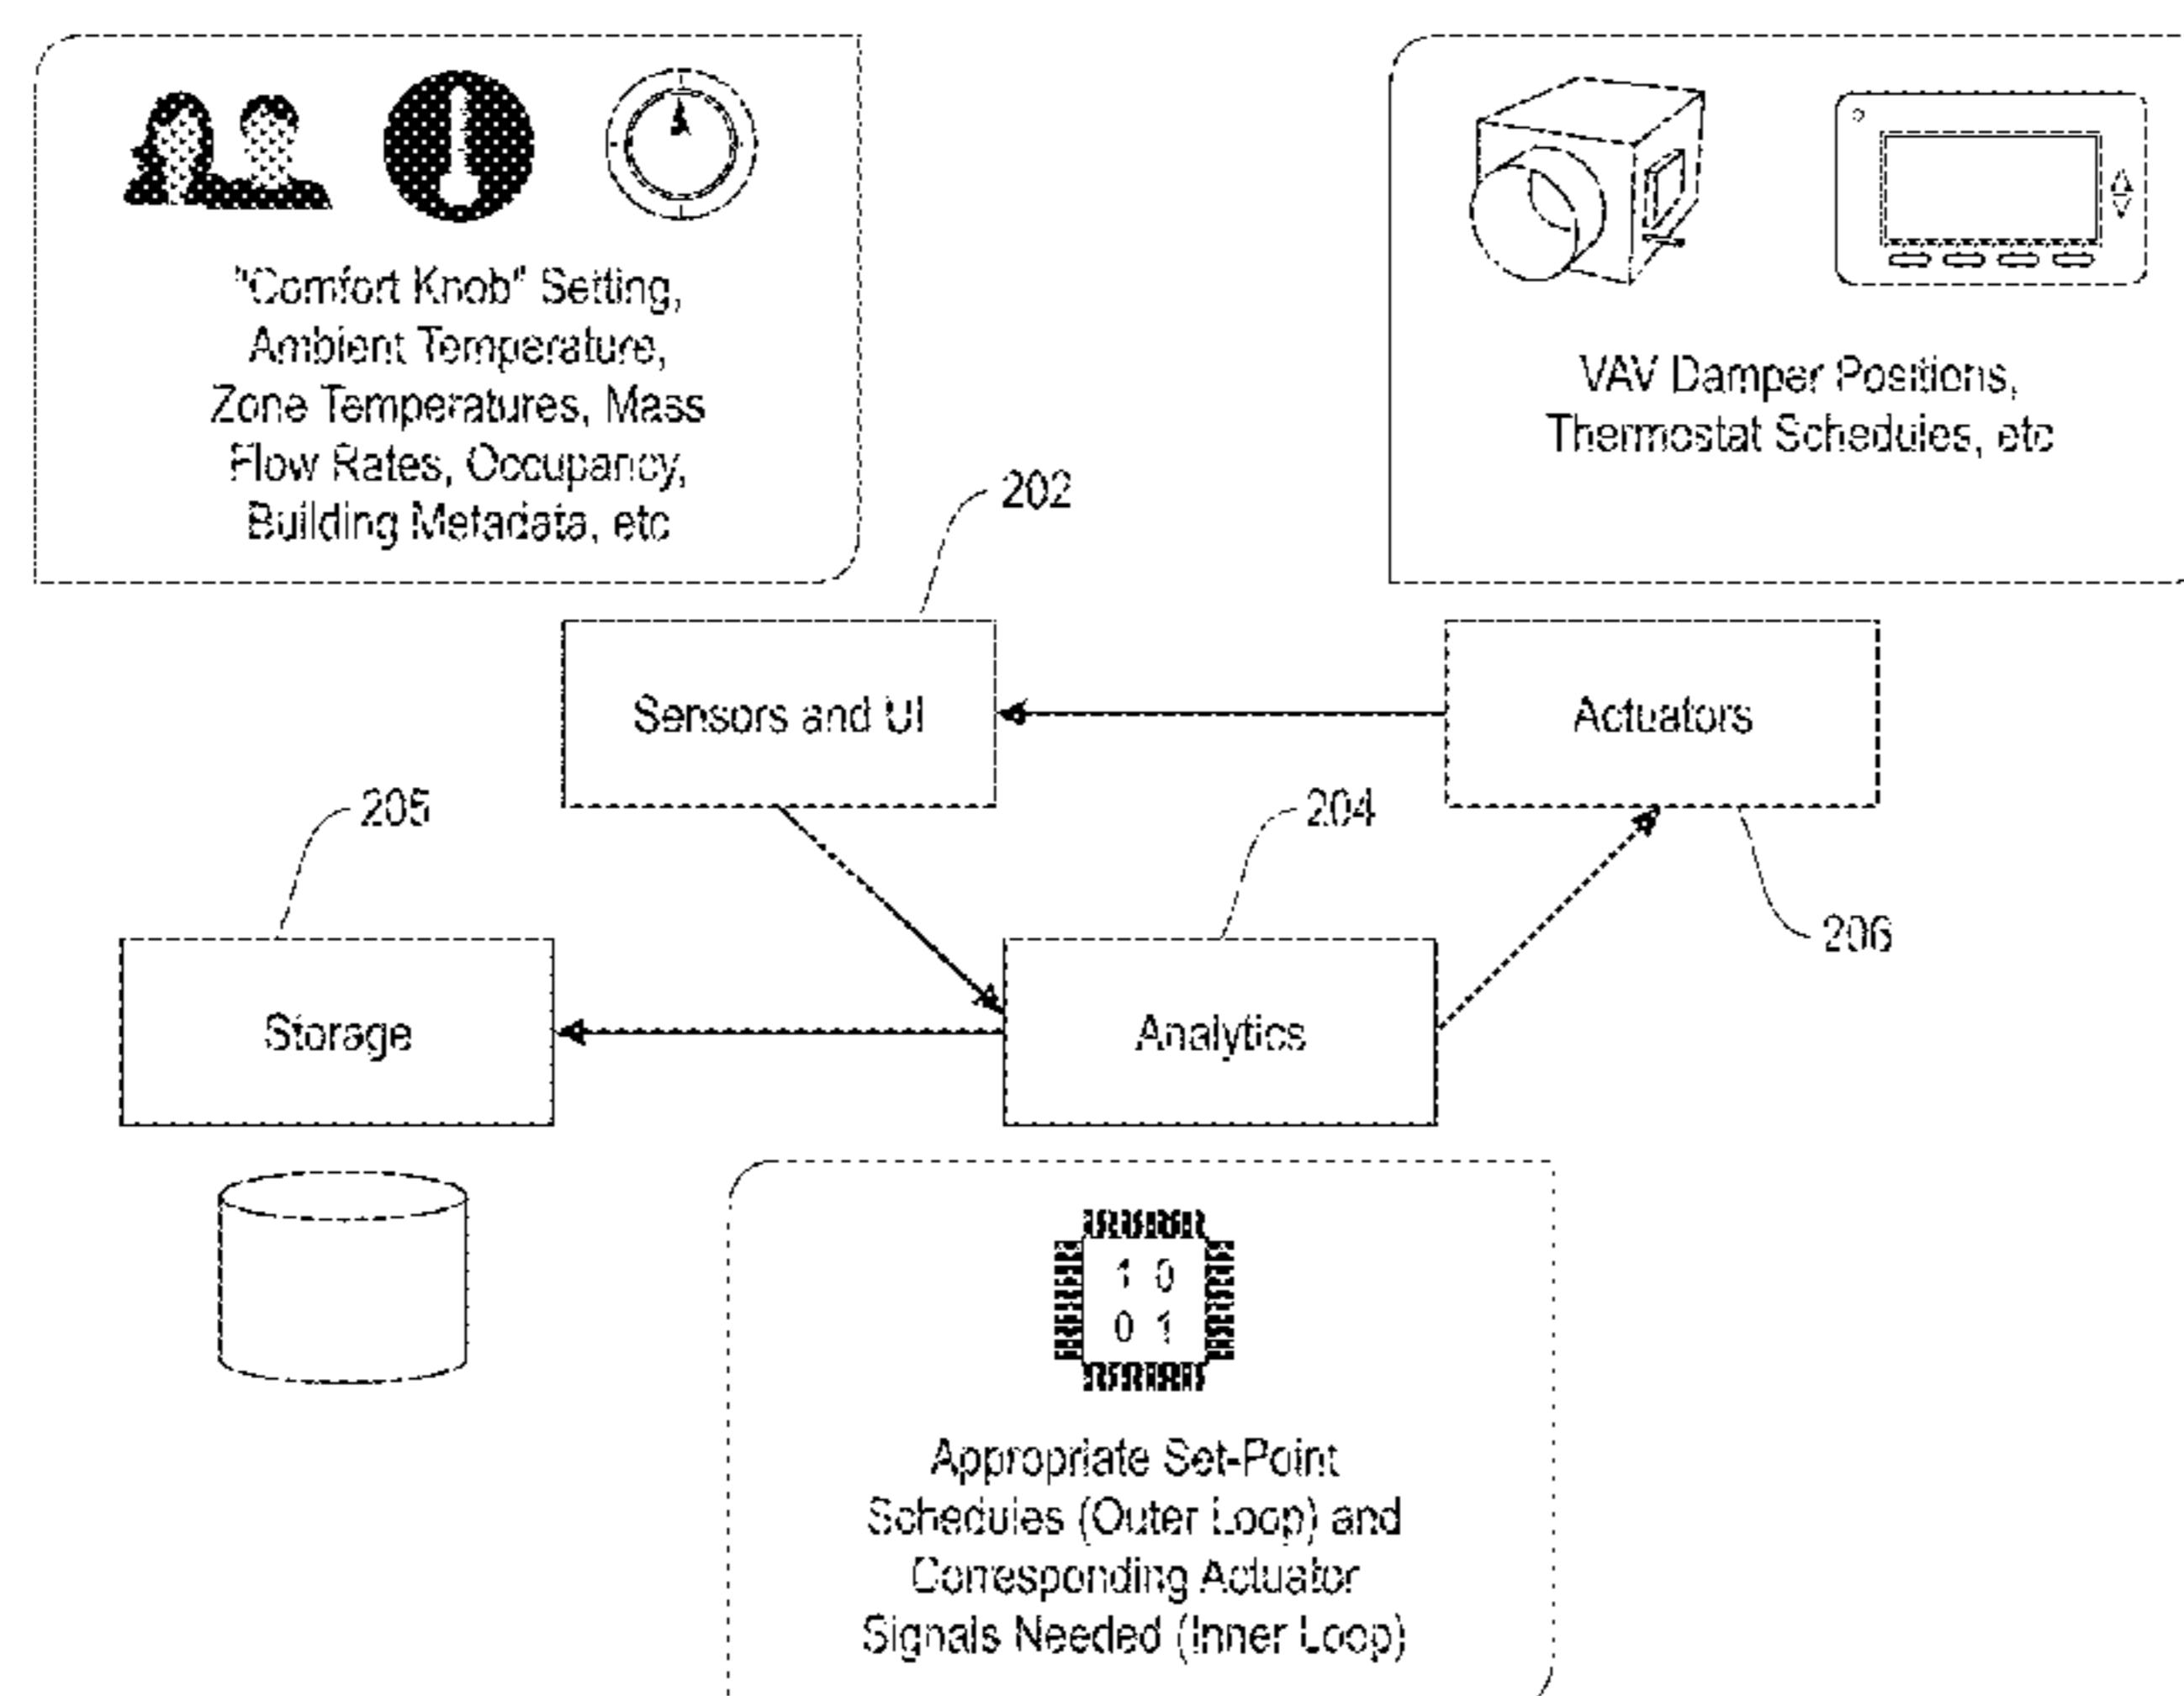 "Comfort Knob" Setting,
Ambient Temperature,
Zone Temperatures, Mass
Flow Rates, Occupancy,
Building Metadata, etc
VAV Damper Positions,
Thermostat Schedules, etc
202
Sensors and UI
Actuators
205
204
206
Storage
Analytics
1 0
0 1
Appropriate Set-Point
Schedules (Outer Loop) and
Corresponding Actuator
Signals Needed (Inner Loop)